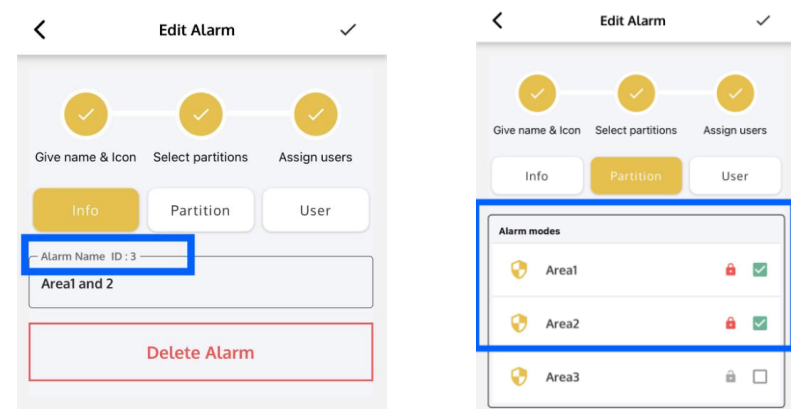 Edit Alarm
Give name & Icon Select partitions Assign users
Info Partition User
Alarm Name ID : 3
Area1 and 2
Delete Alarm
Edit Alarm
Give name & Icon Select partitions Assign users
Info Partition User
Alarm modes
Area1
Area2
Area3